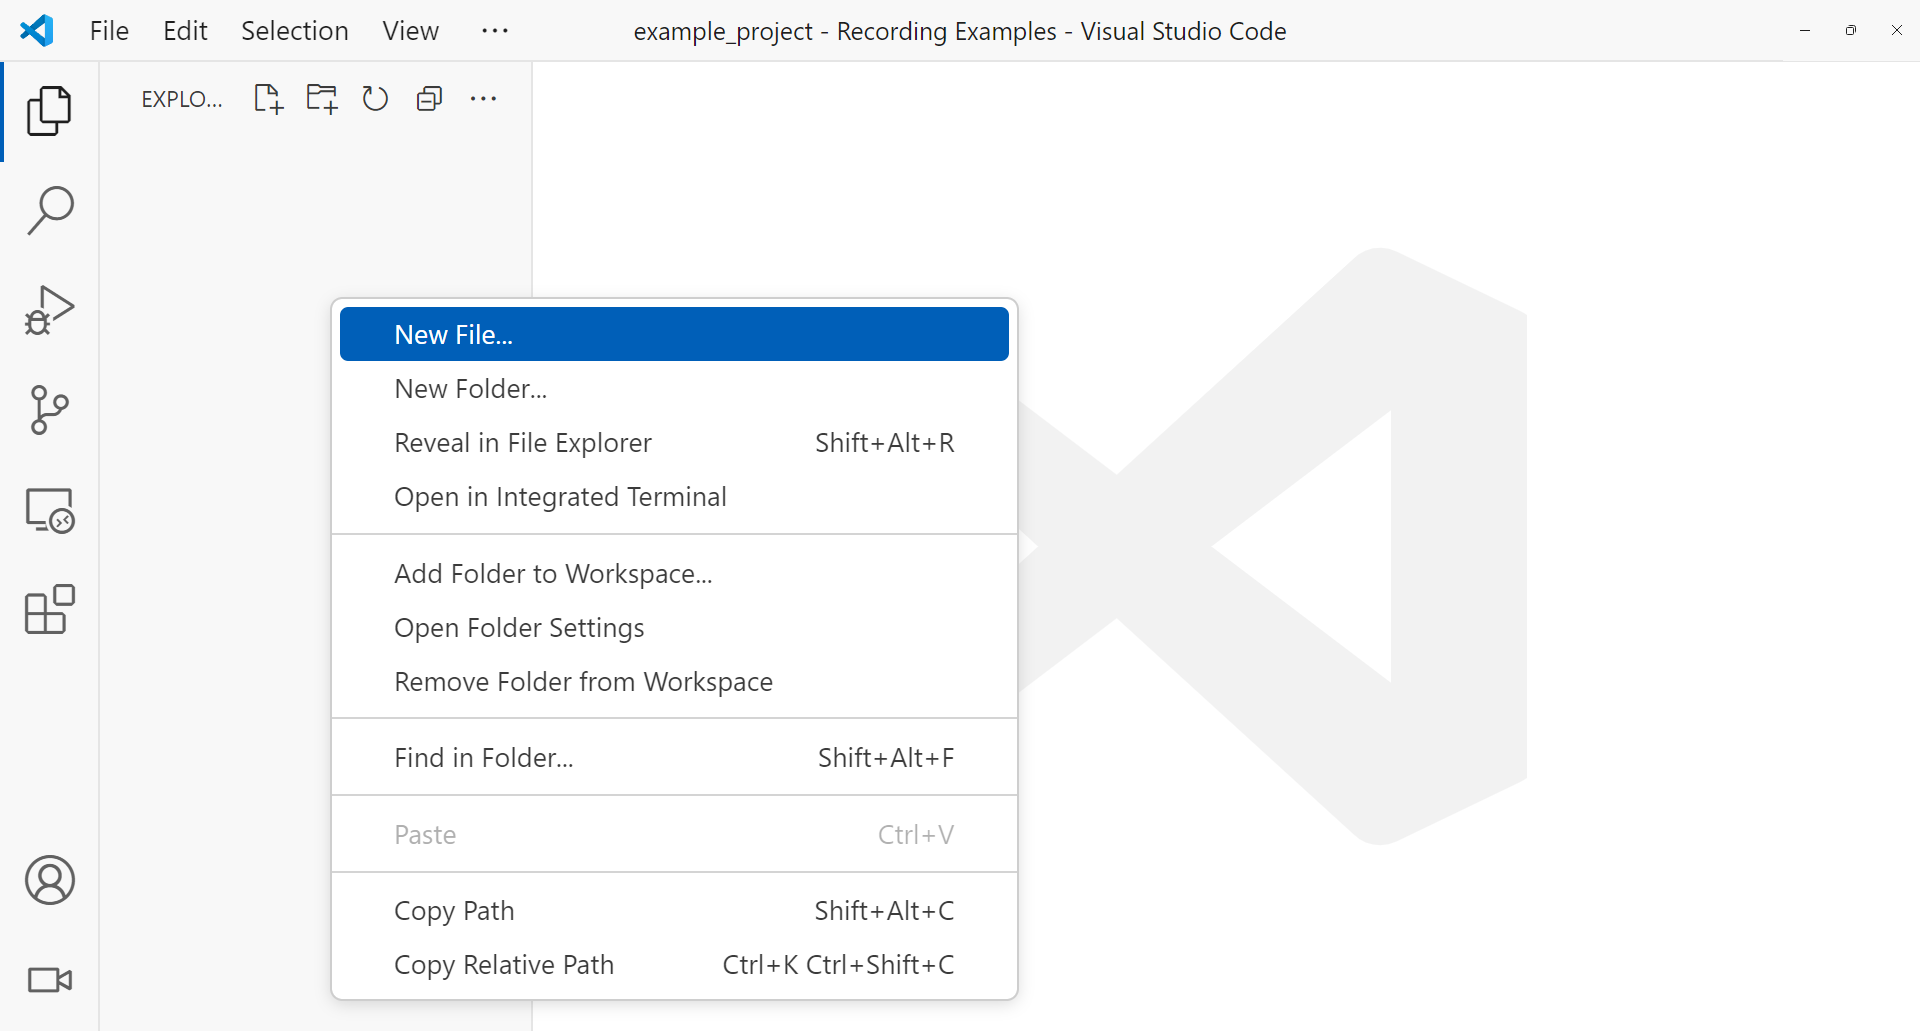 File Edit Selection View ··· example_project - Recording Examples - Visual Studio Code
EXPLO...
New File...
New Folder...
Reveal in File Explorer Shift+Alt+R
Open in Integrated Terminal
Add Folder to Workspace...
Open Folder Settings
Remove Folder from Workspace
Find in Folder... Shift+Alt+F
Paste Ctrl+V
Copy Path Shift+Alt+C
Copy Relative Path Ctrl+K Ctrl+Shift+C